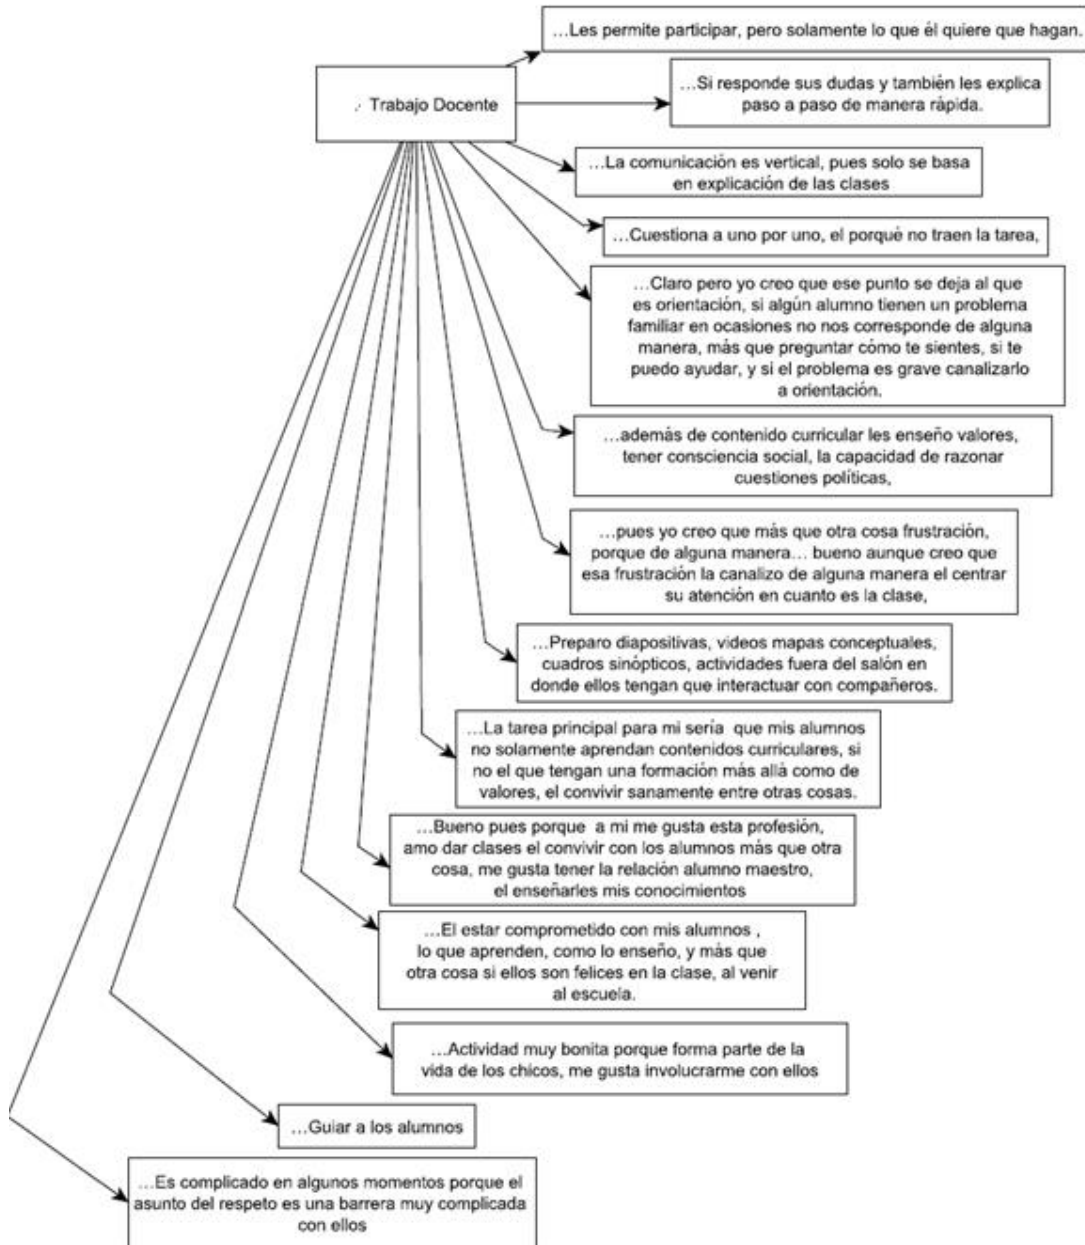 …Les permite participar, pero solamente lo que él quiere que hagan.
Trabajo Docente
…Si responde sus dudas y también les explica
paso a paso de manera rápida.
…La comunicación es vertical, pues solo se basa
en explicación de las clases
…Cuestiona a uno por uno, el porqué no traen la tarea,
…Claro pero yo creo que ese punto se deja al que
es orientación, si algún alumno tienen un problema
familiar en ocasiones no nos corresponde de alguna
manera, más que preguntar cómo te sientes, si te
puedo ayudar, y si el problema es grave canalizarlo
a orientación.
…además de contenido curricular les enseño valores,
tener consciencia social, la capacidad de razonar
cuestiones políticas,
…pues yo creo que más que otra cosa frustración,
porque de alguna manera… bueno aunque creo que
esa frustración la canalizo de alguna manera el centrar
su atención en cuanto es la clase,
…Preparo diapositivas, videos mapas conceptuales,
cuadros sinópticos, actividades fuera del salón en
donde ellos tengan que interactuar con compañeros.
…La tarea principal para mi sería que mis alumnos
no solamente aprendan contenidos curriculares, si
no el que tengan una formación más allá como de
valores, el convivir sanamente entre otras cosas.
…Bueno pues porque a mi me gusta esta profesión,
amo dar clases el convivir con los alumnos más que otra
cosa, me gusta tener la relación alumno maestro,
el enseñarles mis conocimientos
…El estar comprometido con mis alumnos ,
lo que aprenden, como lo enseño, y más que
otra cosa si ellos son felices en la clase, al venir
al escuela.
…Actividad muy bonita porque forma parte de la
vida de los chicos, me gusta involucrarme con ellos
…Guiar a los alumnos
…Es complicado en algunos momentos porque el
asunto del respeto es una barrera muy complicada
con ellos